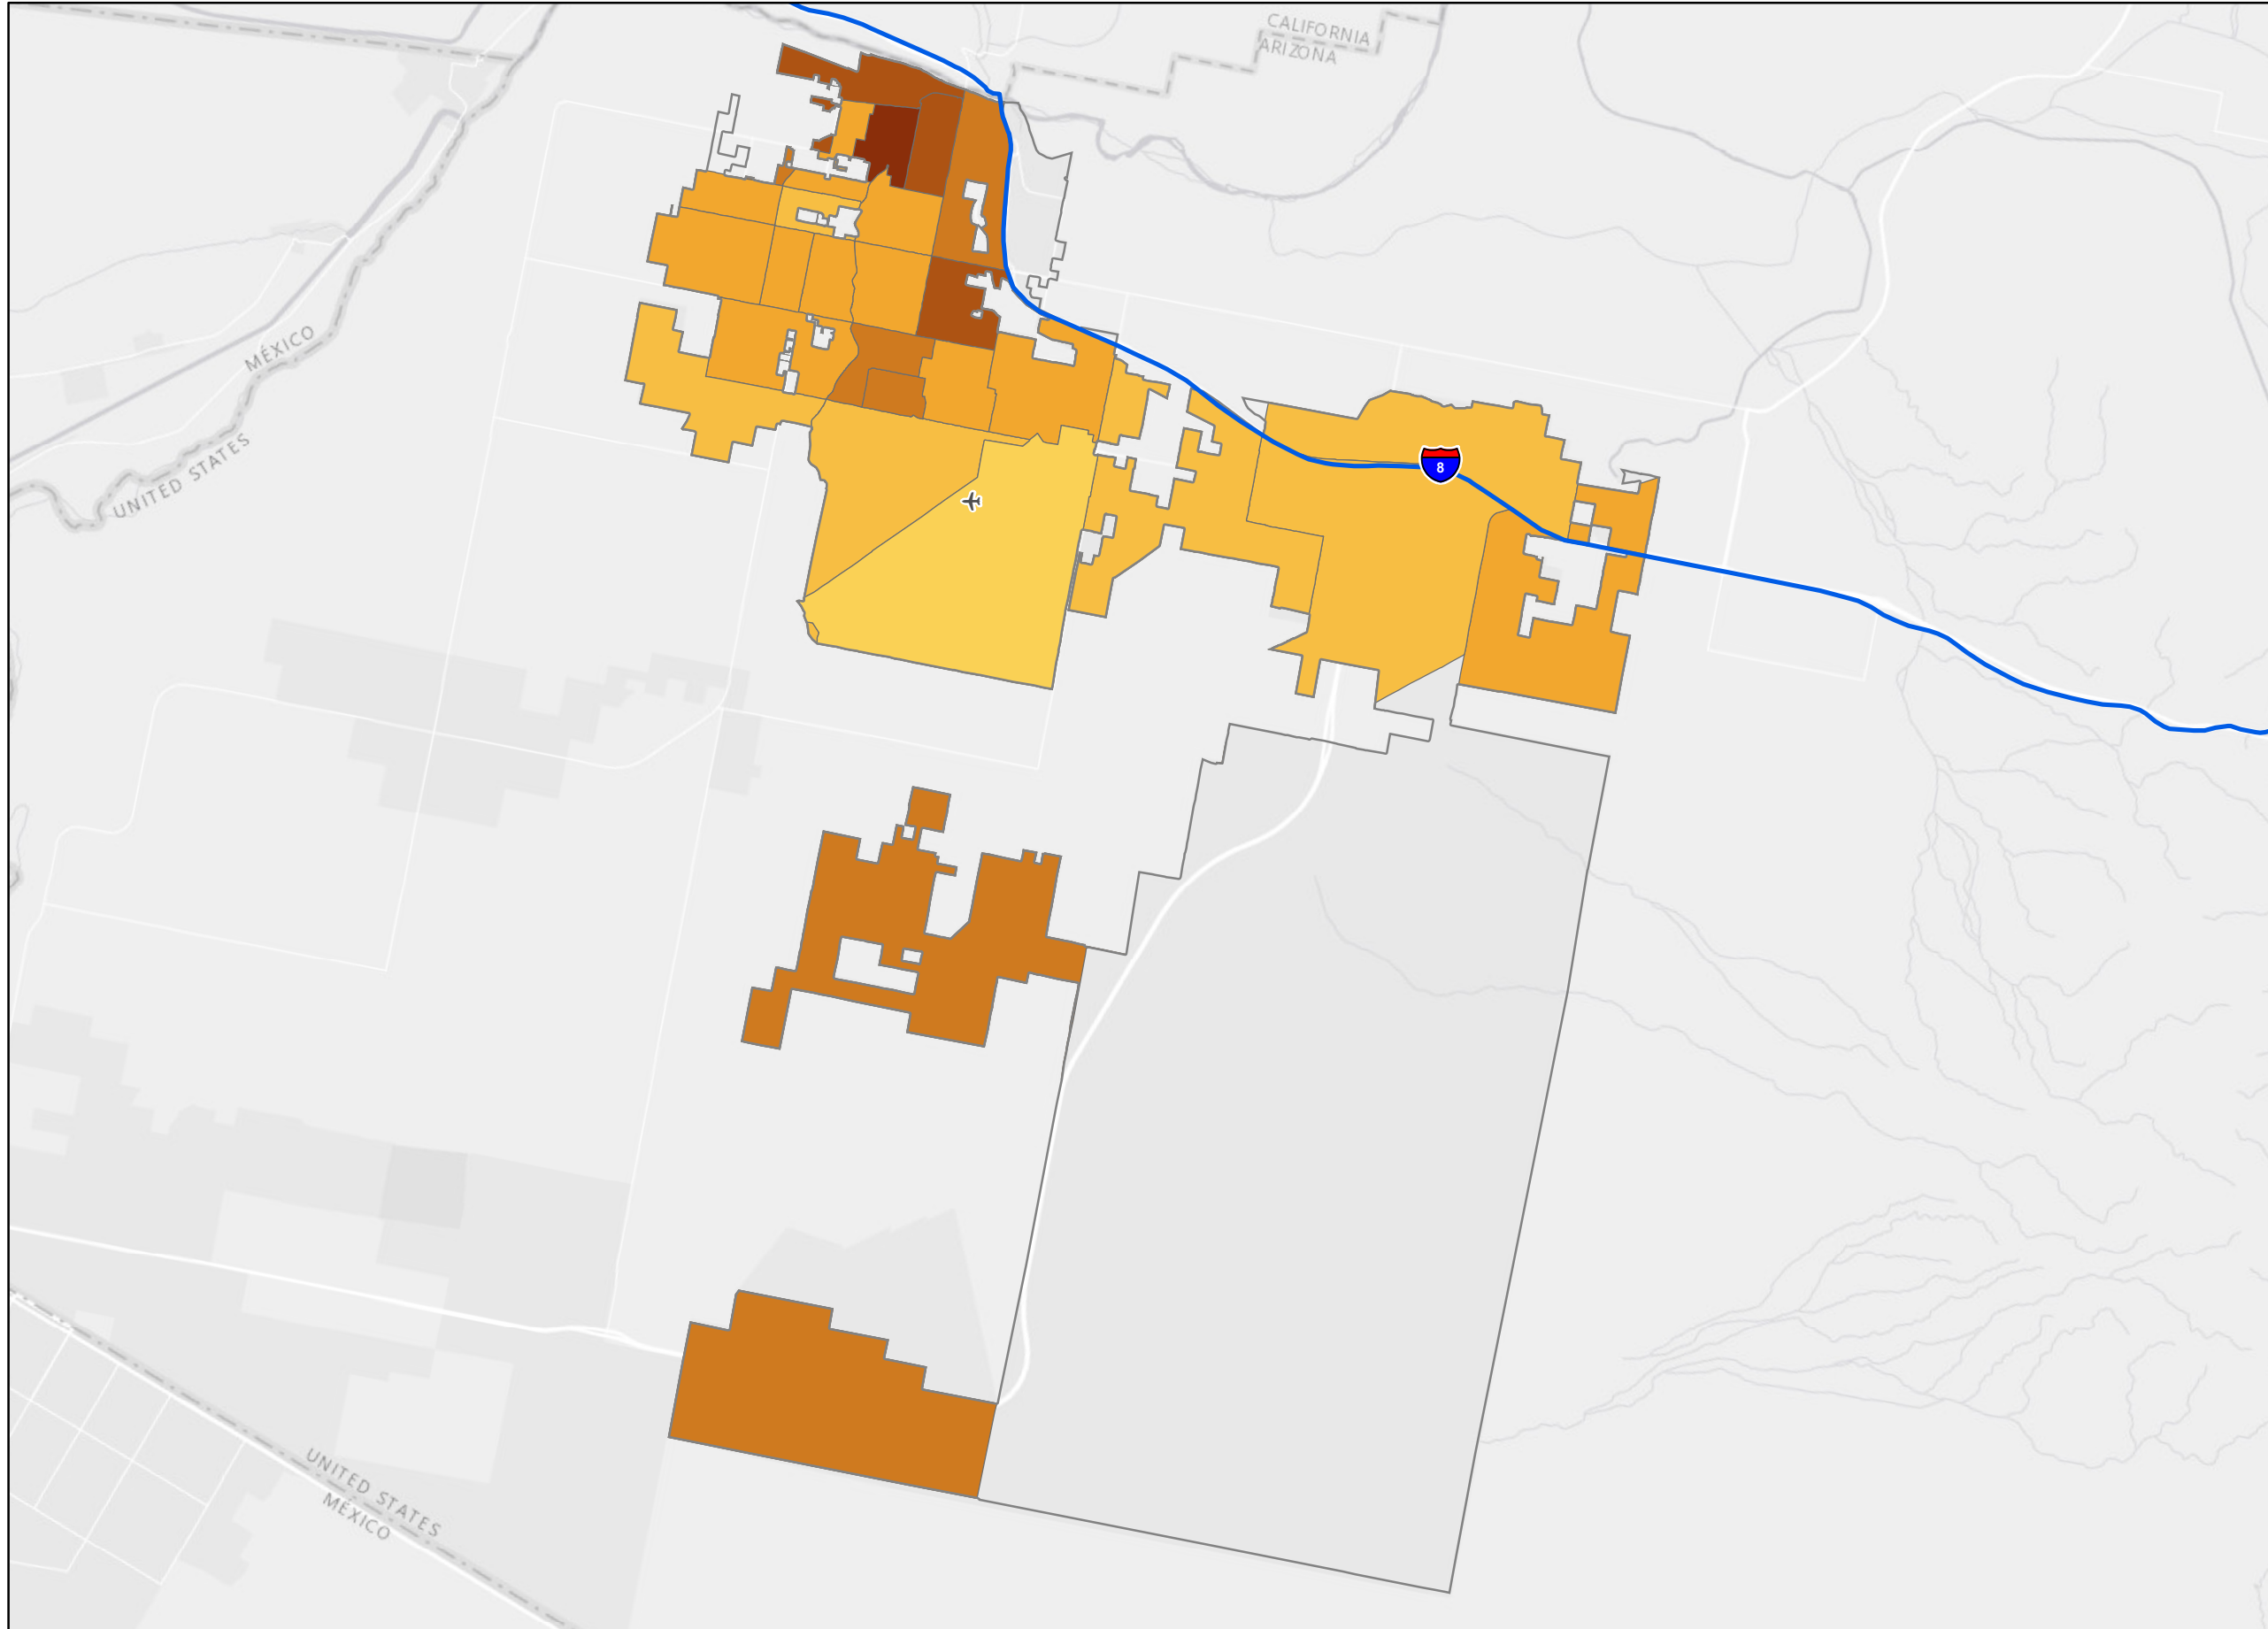 CALIFORNIA
ARIZONA
MÉXICO
UNITED STATES
8
UNITED STATES
MÉXICO